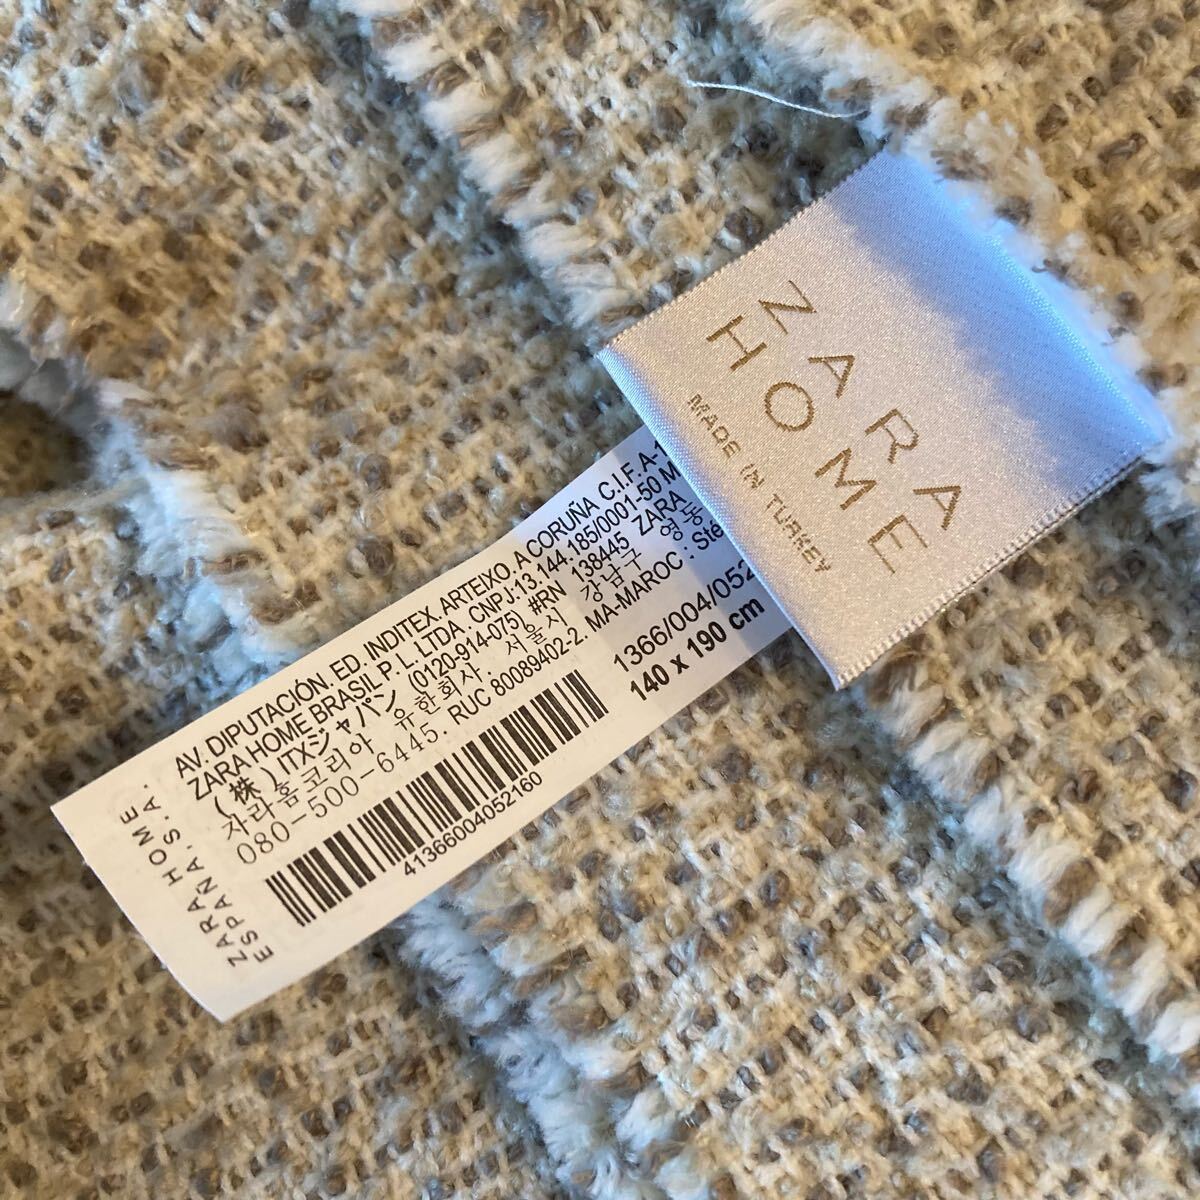 ZARA
HOME
MADE IN TURKEY
ZARA HOME
ESPAÑA.S.A.
AV. DIPUTACIÓN. ED. INDITEX. ARTEIXO. A CORUÑA C.I.F. A-
ZARA HOME BRASIL P. L. LTDA. CNPJ:13.144.185/0001-50 M
(株)ITXジャパン (0120-914-075) #RN 138445 ZARA
자라홈코리아 유한회사. 서울시 강남구 영동
080-500-6445. RUC 80089402-2. MA-MAROC : Sté
1366/004/052
140 x 190 cm
41366004052160